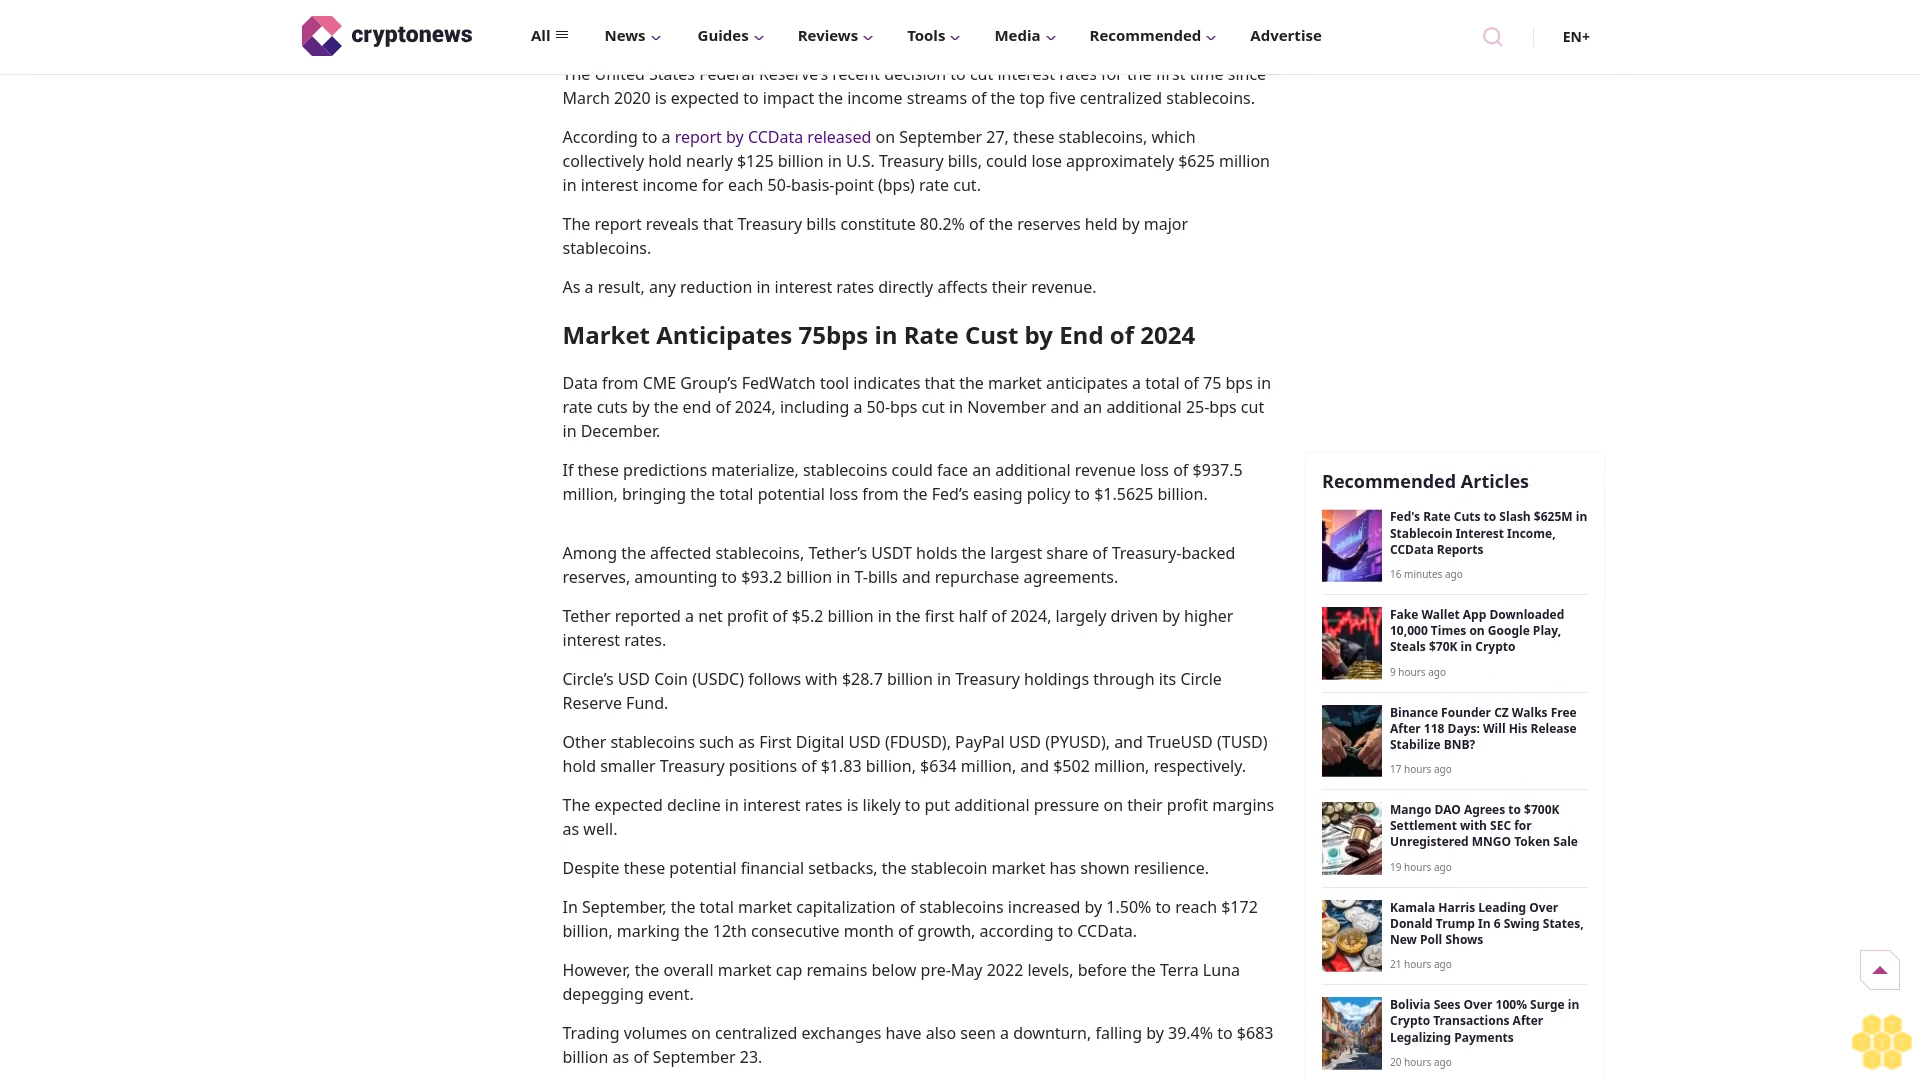 cryptonews
All
News
Guides
Reviews
Tools
Media
Recommended
Advertise
EN+
The United States Federal Reserve's recent decision to cut interest rates for the first time since
March 2020 is expected to impact the income streams of the top five centralized stablecoins.
According to a report by CCData released on September 27, these stablecoins, which
collectively hold nearly $125 billion in U.S. Treasury bills, could lose approximately $625 million
in interest income for each 50-basis-point (bps) rate cut.
The report reveals that Treasury bills constitute 80.2% of the reserves held by major
stablecoins.
As a result, any reduction in interest rates directly affects their revenue.
Market Anticipates 75bps in Rate Cust by End of 2024
Data from CME Group’s FedWatch tool indicates that the market anticipates a total of 75 bps in
rate cuts by the end of 2024, including a 50-bps cut in November and an additional 25-bps cut
in December.
If these predictions materialize, stablecoins could face an additional revenue loss of $937.5
million, bringing the total potential loss from the Fed’s easing policy to $1.5625 billion.
Among the affected stablecoins, Tether’s USDT holds the largest share of Treasury-backed
reserves, amounting to $93.2 billion in T-bills and repurchase agreements.
Tether reported a net profit of $5.2 billion in the first half of 2024, largely driven by higher
interest rates.
Circle’s USD Coin (USDC) follows with $28.7 billion in Treasury holdings through its Circle
Reserve Fund.
Other stablecoins such as First Digital USD (FDUSD), PayPal USD (PYUSD), and TrueUSD (TUSD)
hold smaller Treasury positions of $1.83 billion, $634 million, and $502 million, respectively.
The expected decline in interest rates is likely to put additional pressure on their profit margins
as well.
Despite these potential financial setbacks, the stablecoin market has shown resilience.
In September, the total market capitalization of stablecoins increased by 1.50% to reach $172
billion, marking the 12th consecutive month of growth, according to CCData.
However, the overall market cap remains below pre-May 2022 levels, before the Terra Luna
depegging event.
Trading volumes on centralized exchanges have also seen a downturn, falling by 39.4% to $683
billion as of September 23.
Recommended Articles
Fed's Rate Cuts to Slash $625M in
Stablecoin Interest Income,
CCData Reports
16 minutes ago
Fake Wallet App Downloaded
10,000 Times on Google Play,
Steals $70K in Crypto
9 hours ago
Binance Founder CZ Walks Free
After 118 Days: Will His Release
Stabilize BNB?
17 hours ago
Mango DAO Agrees to $700K
Settlement with SEC for
Unregistered MNGO Token Sale
19 hours ago
Kamala Harris Leading Over
Donald Trump In 6 Swing States,
New Poll Shows
21 hours ago
Bolivia Sees Over 100% Surge in
Crypto Transactions After
Legalizing Payments
20 hours ago